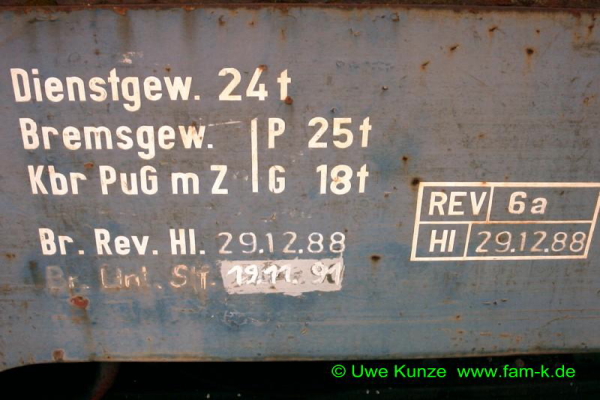 Dienstgew. 24t
Bremsgew. P 25t
Kbr PuG m Z G 18t
REV 6a
HI 29.12.88
Br. Rev. HI. 29.12.88
Br. Unt. 19.11.91
© Uwe Kunze www.fam-k.de